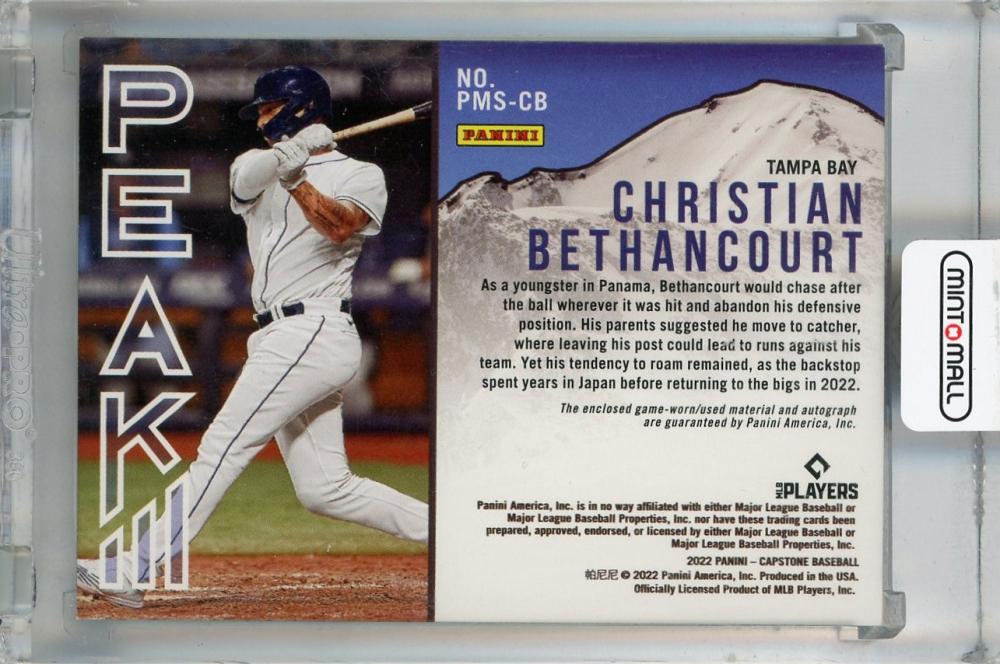 PEAK
NO.
PMS-CB
PANINI
TAMPA BAY
CHRISTIAN
BETHANCOURT
As a youngster in Panama, Bethancourt would chase after
the ball wherever it was hit and abandon his defensive
position. His parents suggested he move to catcher,
where leaving his post could lead to runs against his
team. Yet his tendency to roam remained, as the backstop
spent years in Japan before returning to the bigs in 2022.
The enclosed game-worn/used material and autograph
are guaranteed by Panini America, Inc.
MLB PLAYERS
Panini America, Inc. is in no way affiliated with either Major League Baseball or
Major League Baseball Properties, Inc. nor have these trading cards been
prepared, approved, endorsed, or licensed by either Major League Baseball or
Major League Baseball Properties, Inc.
2022 PANINI – CAPSTONE BASEBALL
帕尼尼 © 2022 Panini America, Inc. Produced in the USA.
Officially Licensed Product of MLB Players, Inc.
MINT MALL